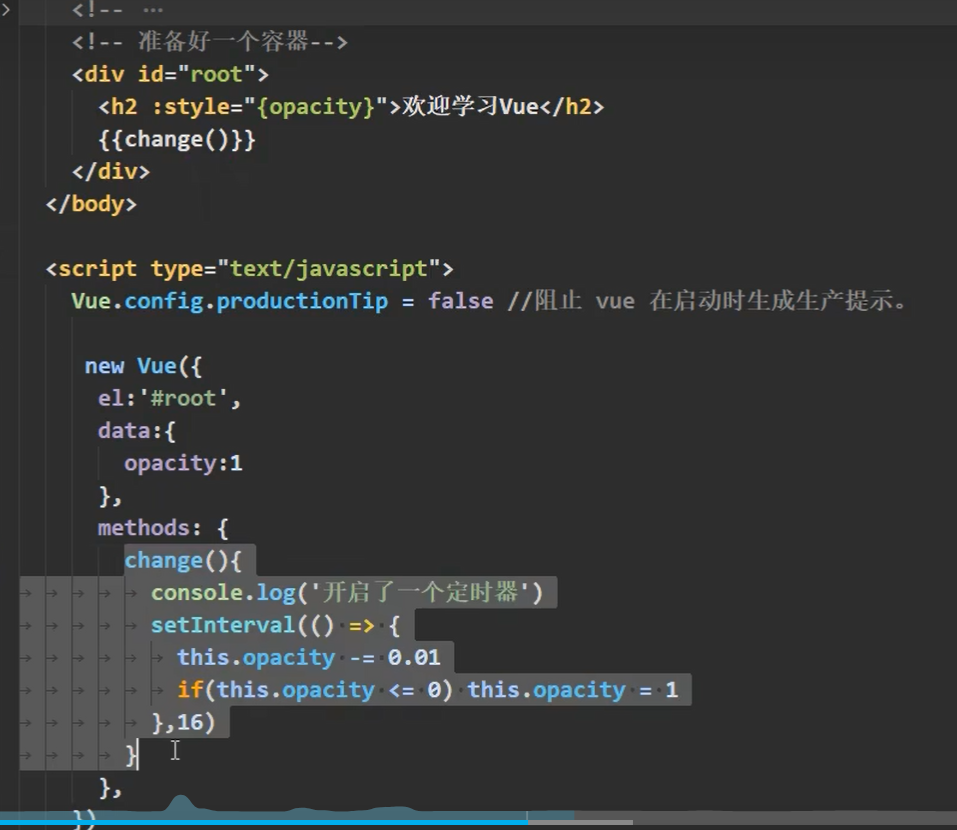 <!-- ...
<!-- 准备好一个容器-->
<div id="root">
<h2 :style="{opacity}">欢迎学习Vue</h2>
{{change()}}
</div>
</body>
<script type="text/javascript">
Vue.config.productionTip = false //阻止 vue 在启动时生成生产提示。
new Vue({
el:'#root',
data:{
opacity:1
},
methods: {
change(){
console.log('开启了一个定时器')
setInterval(() => {
this.opacity -= 0.01
if(this.opacity <= 0) this.opacity = 1
},16)
}
},
})